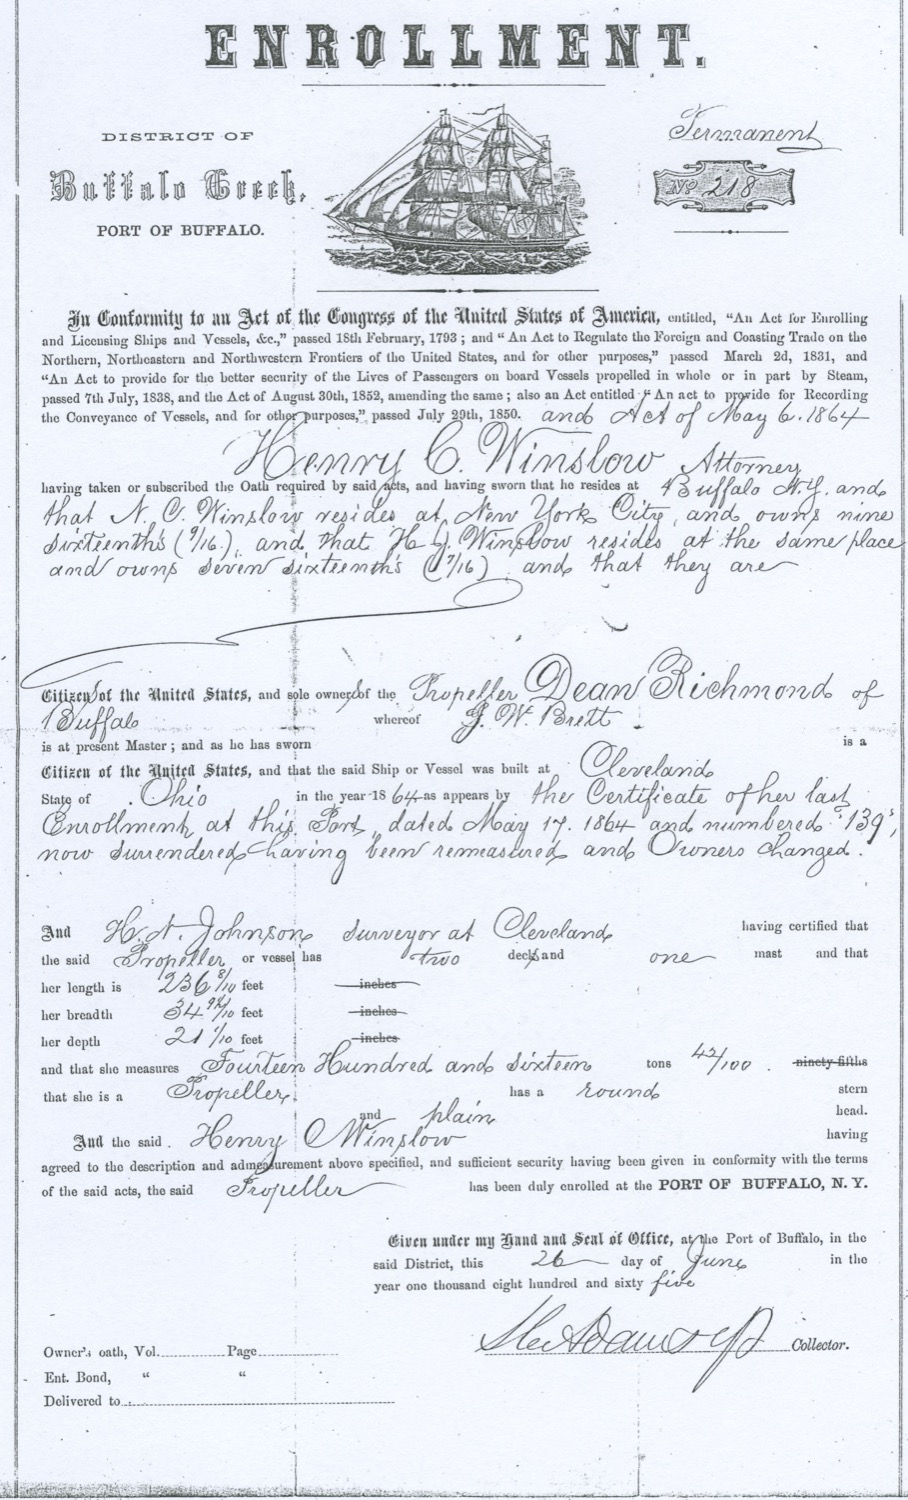 ENROLLMENT.
DISTRICT OF
Buffalo Creek,
PORT OF BUFFALO.
Permanent
No 218
In Conformity to an Act of the Congress of the United States of America, entitled, "An Act for Enrolling
and Licensing Ships and Vessels, &c.," passed 18th February, 1793; and "An Act to Regulate the Foreign and Coasting Trade on the
Northern, Northeastern and Northwestern Frontiers of the United States, and for other purposes," passed March 2d, 1831, and
"An Act to provide for the better security of the Lives of Passengers on board Vessels propelled in whole or in part by Steam,
passed 7th July, 1838, and the Act of August 30th, 1852, amending the same; also an Act entitled "An act to provide for Recording
the Conveyance of Vessels, and for other purposes," passed July 29th, 1850. and Act of May 6. 1864
Henry C. Winslow Attorney
having taken or subscribed the Oath required by said acts, and having sworn that he resides at Buffalo N.Y. and
that N. C. Winslow resides at New York City, and owns nine
sixteenth's (9/16), and that H. J. Winslow resides at the same place
and owns seven sixteenth's (7/16) and that they are
Citizens of the United States, and sole owners of the Propeller Dean Richmond of
Buffalo whereof J. W. Brett
is at present Master; and as he has sworn is a
Citizen of the United States, and that the said Ship or Vessel was built at Cleveland
State of Ohio in the year 1864 as appears by the Certificate of her last
Enrollment at this Port, dated May 17. 1864 and numbered "139",
now surrendered having been remeasured and Owners changed.
And H. N. Johnson Surveyor at Cleveland having certified that
the said Propeller or vessel has two decks and one mast and that
her length is 236 8/10 feet inches
her breadth 34 92/10 feet inches
her depth 21 1/10 feet inches
and that she measures Fourteen Hundred and sixteen tons 42/100 . ninety-fifths
that she is a Propeller, has a round stern
and plain head.
And the said Henry C Winslow having
agreed to the description and admeasurement above specified, and sufficient security having been given in conformity with the terms
of the said acts, the said Propeller has been duly enrolled at the PORT OF BUFFALO, N. Y.
Given under my Hand and Seal of Office, at the Port of Buffalo, in the
said District, this 26 day of June in the
year one thousand eight hundred and sixty five
Collector.
Owner's oath, Vol. Page
Ent. Bond, " "
Delivered to